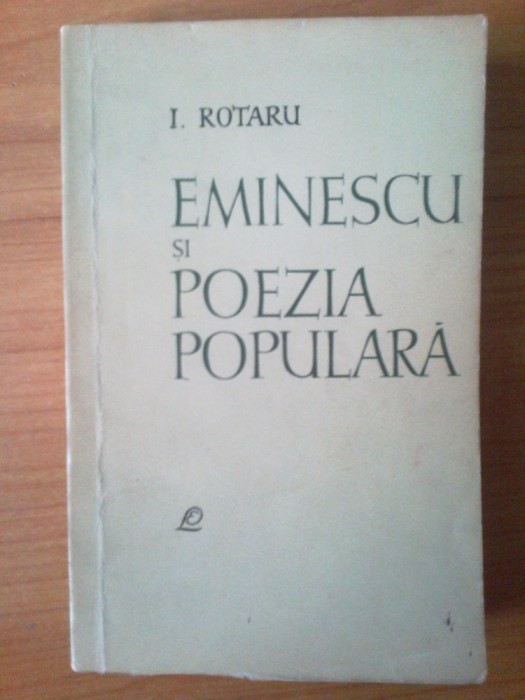 I. ROTARU
EMINESCU
ȘI
POEZIA
POPULARĂ